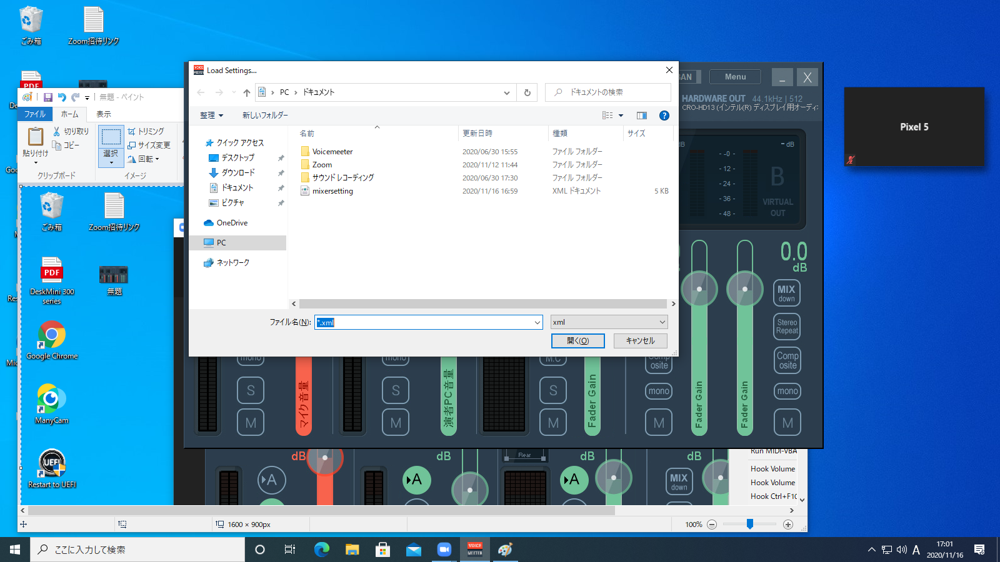 ごみ箱
Zoom招待リンク
PDF
無題 - ペイント
ファイル
ホーム
表示
貼り付け
切り取り
コピー
クリップボード
選択
トリミング
サイズ変更
回転
イメージ
ごみ箱
Zoom招待リンク
PDF
DeskMini 300
series
無題
Google Chrome
ManyCam
UEFI
Restart to UEFI
1600 × 900px
100%
VOICE
MEETER
Load Settings...
PC
ドキュメント
ドキュメントの検索
整理
新しいフォルダー
クイック アクセス
デスクトップ
ダウンロード
ドキュメント
ピクチャ
OneDrive
PC
ネットワーク
名前
更新日時
種類
サイズ
Voicemeeter
2020/06/30 15:55
ファイル フォルダー
Zoom
2020/11/12 11:44
ファイル フォルダー
サウンド レコーディング
2020/06/30 17:30
ファイル フォルダー
mixersetting
2020/11/16 16:59
XML ドキュメント
5 KB
ファイル名(N):
*.xml
xml
開く(O)
キャンセル
Menu
HARDWARE OUT 44.1kHz | 512
CRO-HD13 (インテル(R) ディスプレイ用オーディオ
dB
- dB
- -0 -
- -12 -
- -24 -
- -36 -
- -48 -
B
VIRTUAL
OUT
0.0
dB
MIX
down
Stereo
Repeat
Comp
osite
mono
M
Fader Gain
Fader Gain
Comp
osite
mono
M
mono
S
M
マイク音量
mono
S
M
演者PC音量
M.C
S
M
Fader Gain
dB
A
dB
A
Rear
dB
A
dB
MIX
down
Run MIDI-VBA
Hook Volume
Hook Volume
Hook Ctrl+F10
Pixel 5
ここに入力して検索
VOICE
MEETER
A
17:01
2020/11/16